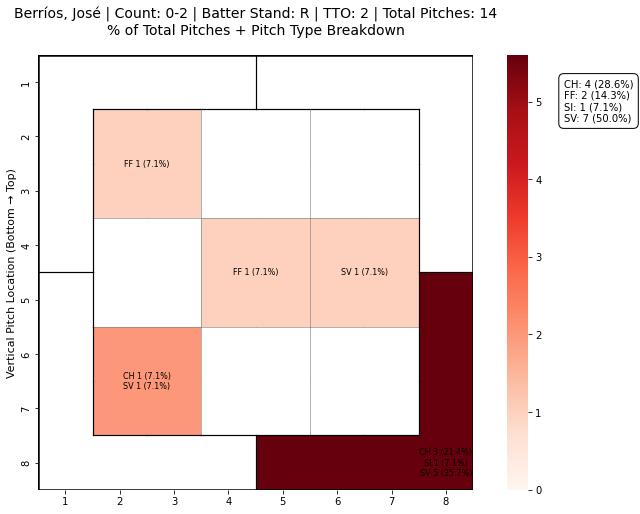 Berríos, José | Count: 0-2 | Batter Stand: R | TTO: 2 | Total Pitches: 14
% of Total Pitches + Pitch Type Breakdown
CH: 4 (28.6%)
FF: 2 (14.3%)
SI: 1 (7.1%)
SV: 7 (50.0%)
Vertical Pitch Location (Bottom → Top)
1
2
3
4
5
6
7
8
FF 1 (7.1%)
FF 1 (7.1%)
SV 1 (7.1%)
CH 1 (7.1%)
SV 1 (7.1%)
CH 3 (21.4%)
SI 1 (7.1%)
SV 5 (35.7%)
1 2 3 4 5 6 7 8
5
4
3
2
1
0